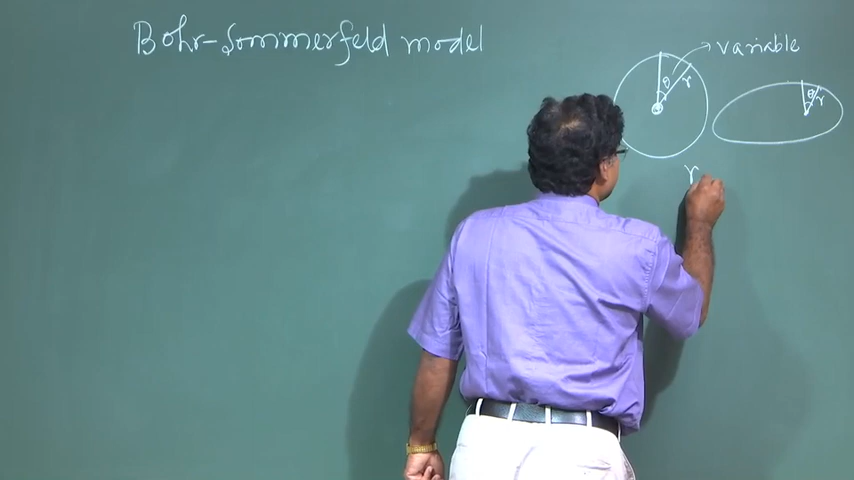 Bohr-Sommerfeld model
→ variable
θ r
θ r
r